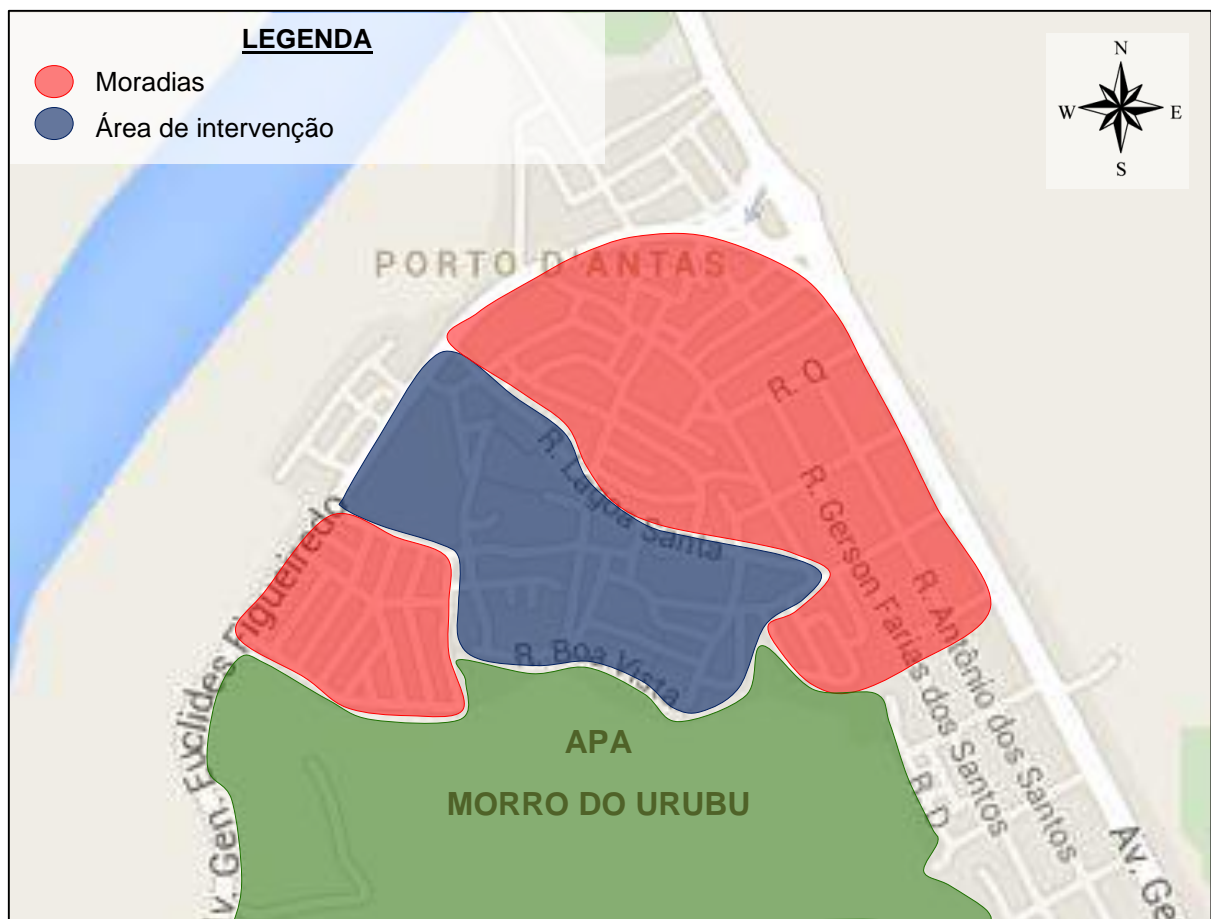 LEGENDA
Moradias
Área de intervenção
N
W E
S
PORTO D'ANTAS
R. Q
R. Lagoa Santa
R. Gerson Farias dos Santos
R. Antônio dos Santos
Av. Gen. Euclides Figueiredo
R. Boa Vista
APA
MORRO DO URUBU
R. D
Av. Ge